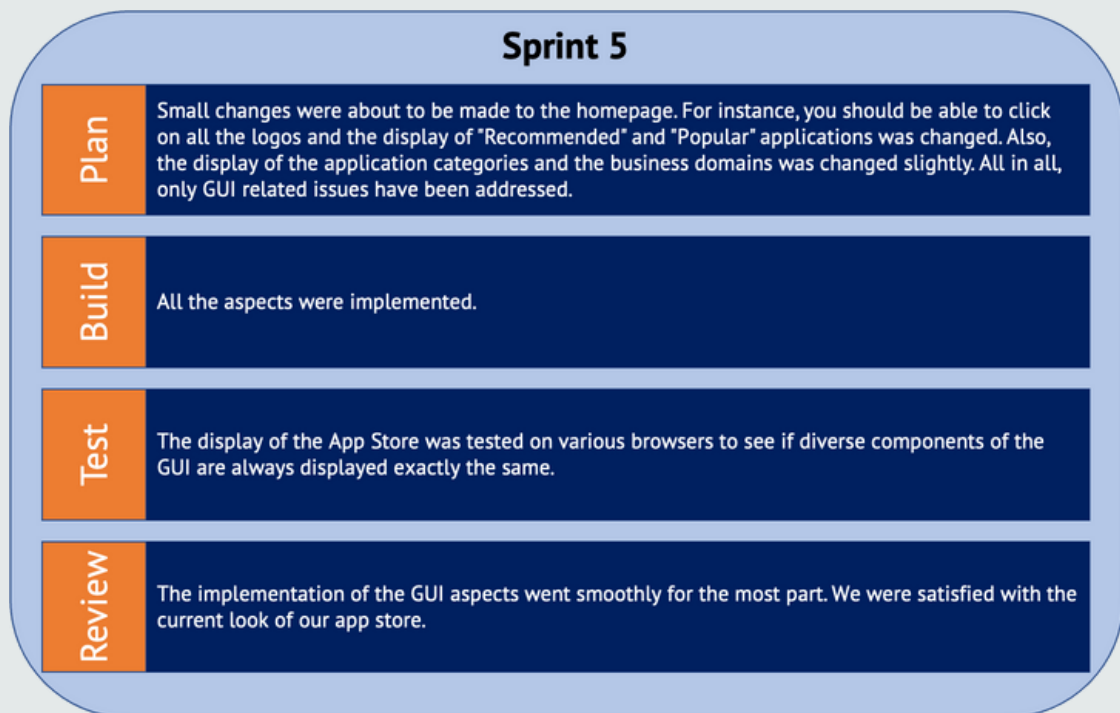 Sprint 5
Plan
Small changes were about to be made to the homepage. For instance, you should be able to click
on all the logos and the display of "Recommended" and "Popular" applications was changed. Also,
the display of the application categories and the business domains was changed slightly. All in all,
only GUI related issues have been addressed.
Build
All the aspects were implemented.
Test
The display of the App Store was tested on various browsers to see if diverse components of the
GUI are always displayed exactly the same.
Review
The implementation of the GUI aspects went smoothly for the most part. We were satisfied with the
current look of our app store.